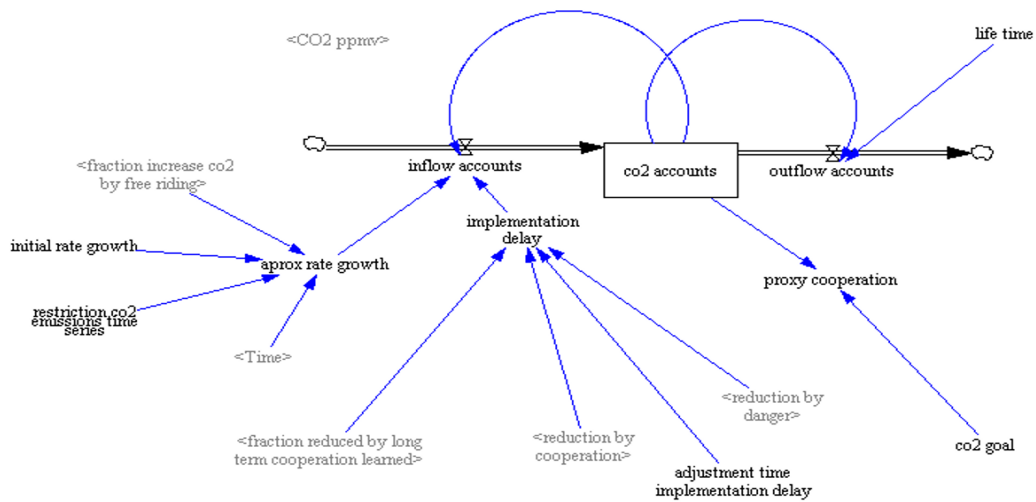 <CO2 ppmv>
life time
<fraction increase co2
by free riding>
inflow accounts
co2 accounts
outflow accounts
implementation
delay
initial rate growth
aprox rate growth
proxy cooperation
restriction co2
emissions time
series
<Time>
<reduction by
danger>
<fraction reduced by long
term cooperation learned>
<reduction by
cooperation>
co2 goal
adjustment time
implementation delay